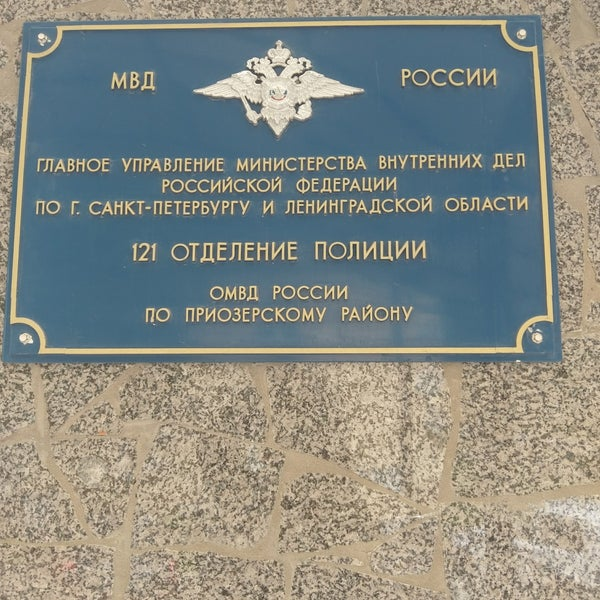 МВД РОССИИ
ГЛАВНОЕ УПРАВЛЕНИЕ МИНИСТЕРСТВА ВНУТРЕННИХ ДЕЛ
РОССИЙСКОЙ ФЕДЕРАЦИИ
ПО Г. САНКТ-ПЕТЕРБУРГУ И ЛЕНИНГРАДСКОЙ ОБЛАСТИ
121 ОТДЕЛЕНИЕ ПОЛИЦИИ
ОМВД РОССИИ
ПО ПРИОЗЕРСКОМУ РАЙОНУ